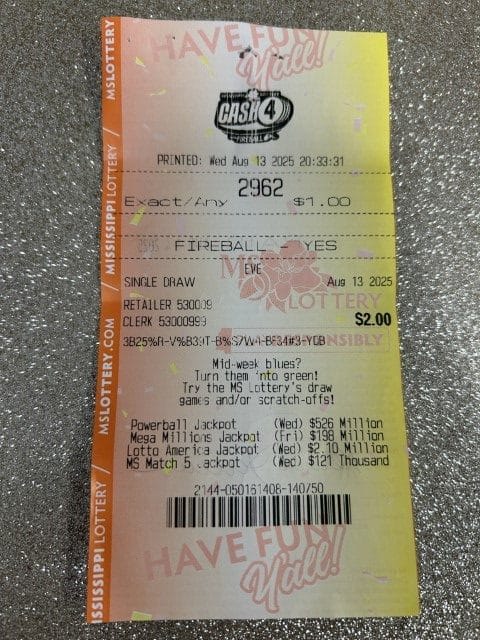 HAVE FUN
Y'all!
CASH 4
PRINTED: Wed Aug 13 2025 20:33:31
2962
Exact/Any $1.00
FIREBALL YES
EVE
SINGLE DRAW Aug 13 2025
MS LOTTERY
RETAILER 530009
CLERK 53000999
$2.00
Mid-week blues?
Turn them into green!
Try the MS Lottery's draw
games and/or scratch-offs!
Powerball Jackpot (Wed) $526 Million
Mega Millions Jackpot (Fri) $198 Million
Lotto America Jackpot (Wed) $2.10 Million
MS Match 5 Jackpot (Wed) $121 Thousand
2144-050161408-140750
HAVE FUN
Y'all!
MISSISSIPPI LOTTERY / MSLOTTERY.COM / MISSISSIPPI LOTTERY / MSLOTTERY